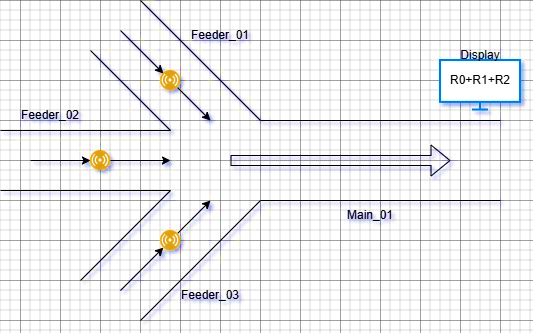 Feeder_01
Display
R0+R1+R2
Feeder_02
Main_01
Feeder_03